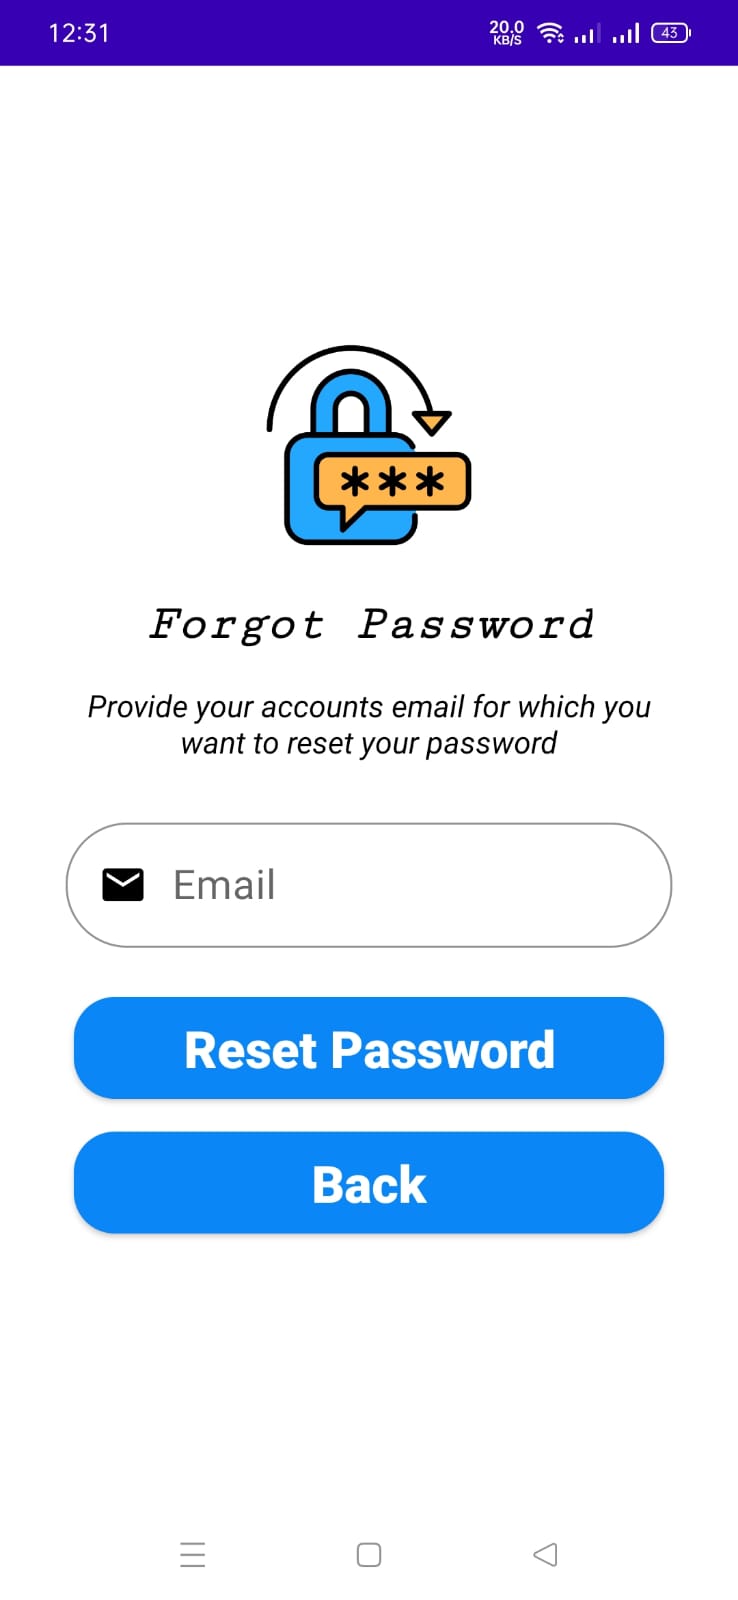 12:31
20.0
KB/S
43
***
Forgot Password
Provide your accounts email for which you
want to reset your password
Email
Reset Password
Back